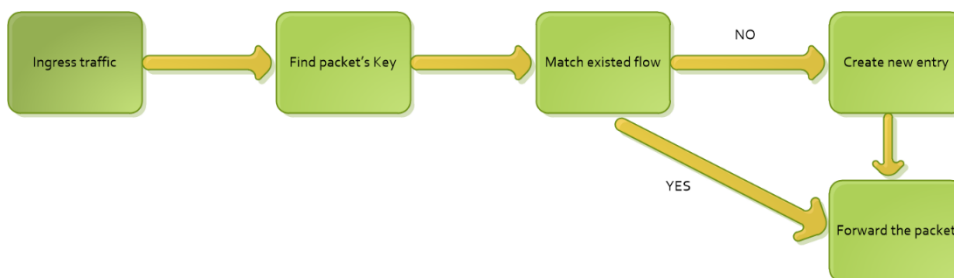 NO
Ingress traffic
Find packet's Key
Match existed flow
Create new entry
YES
Forward the packet